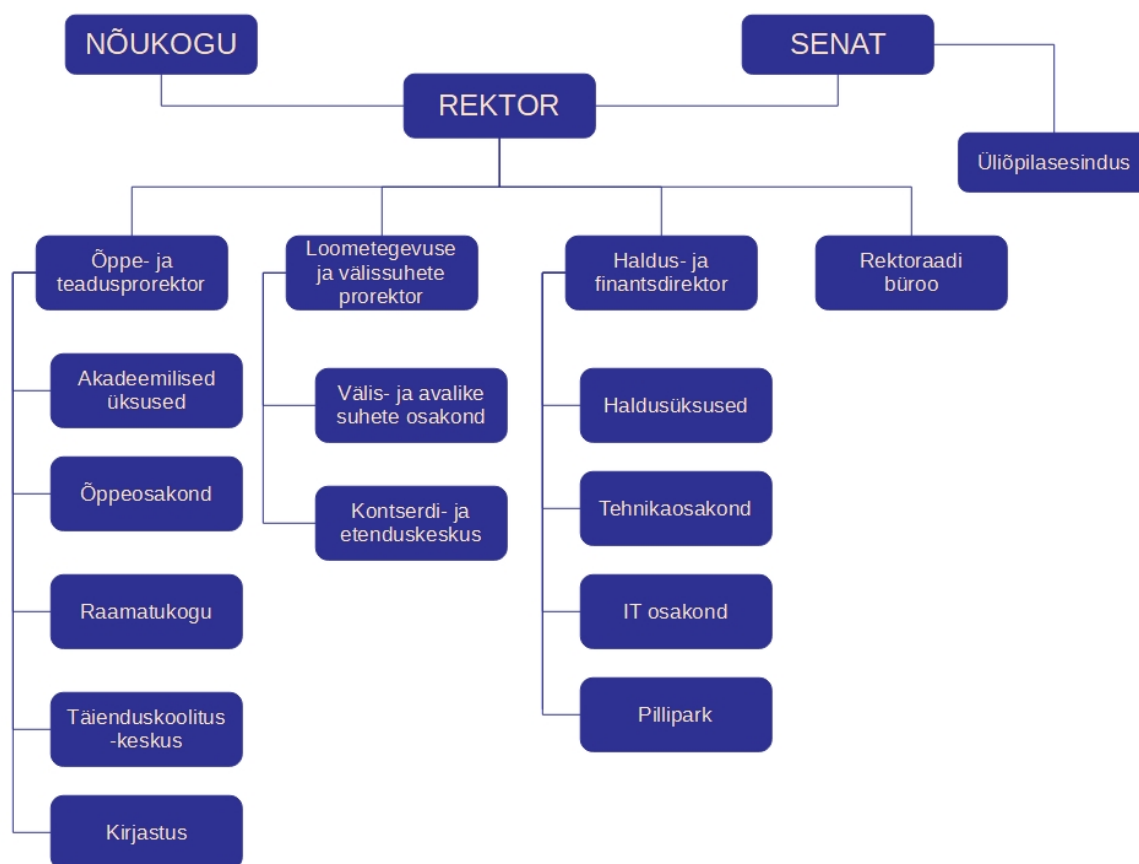 NÕUKOGU
SENAT
REKTOR
Üliõpilasesindus
Õppe- ja
teadusprorektor
Loometegevuse
ja välissuhete
prorektor
Haldus- ja
finantsdirektor
Rektoraadi
büroo
Akadeemilised
üksused
Õppeosakond
Raamatukogu
Täienduskoolitus
-keskus
Kirjastus
Välis- ja avalike
suhete osakond
Kontserdi- ja
etenduskeskus
Haldusüksused
Tehnikaosakond
IT osakond
Pillipark